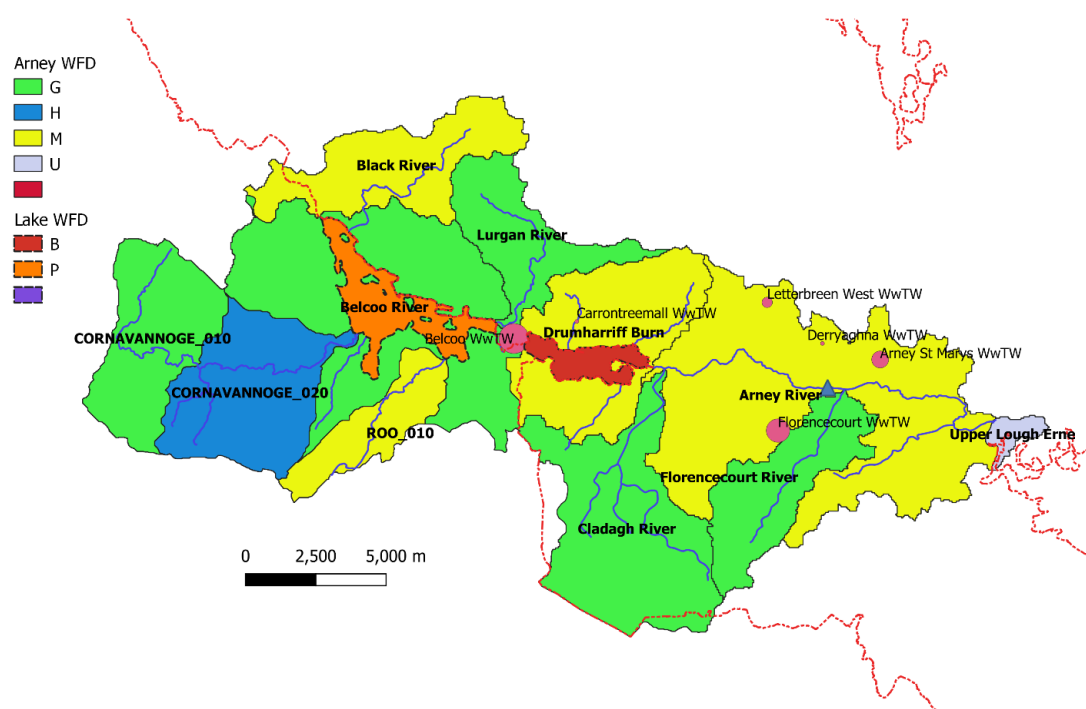 Arney WFD
G
H
M
U
Lake WFD
B
P
Black River
Lurgan River
Letterbreen West WwTW
Belcoo River
Carrontreemall WwTW
Drumharriff Burn
Belcoo WwTW
Derryaghna WwTW
Arney St Marys WwTW
CORNAVANNOGE_010
CORNAVANNOGE_020
Arney River
Florencecourt WwTW
ROO_010
Upper Lough Erne
Florencecourt River
Cladagh River
0 2,500 5,000 m